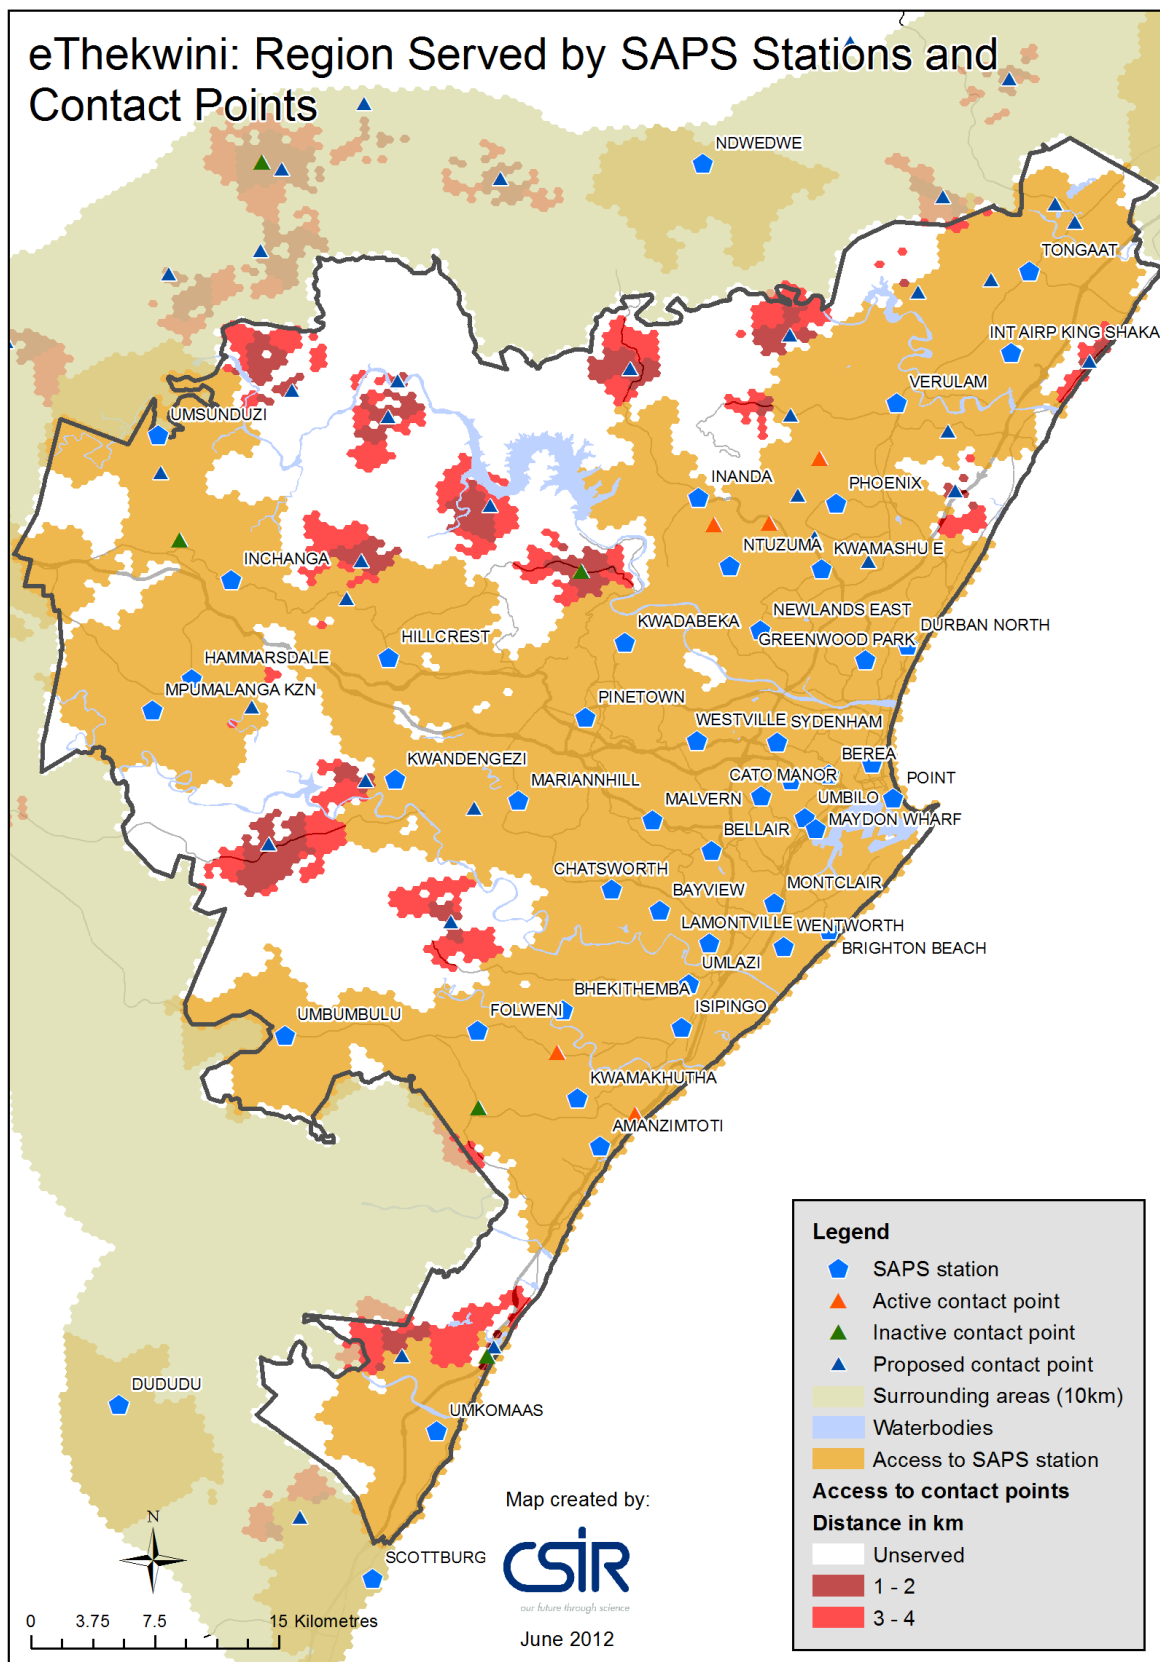 eThekwini: Region Served by SAPS Stations and
Contact Points
NDWEDWE
TONGAAT
INT AIRP KING SHAKA
VERULAM
UMSUNDUZI
INANDA
PHOENIX
NTUZUMA
KWAMASHU E
INCHANGA
NEWLANDS EAST
KWADABEKA
DURBAN NORTH
GREENWOOD PARK
HILLCREST
HAMMARSDALE
MPUMALANGA KZN
PINETOWN
WESTVILLE
SYDENHAM
BEREA
KWANDENGEZI
MARIANNHILL
CATO MANOR
POINT
MALVERN
UMBILO
MAYDON WHARF
BELLAIR
CHATSWORTH
BAYVIEW
MONTCLAIR
LAMONTVILLE
WENTWORTH
BRIGHTON BEACH
UMLAZI
BHEKITHEMBA
ISIPINGO
FOLWENI
UMBUMBULU
KWAMAKHUTHA
AMANZIMTOTI
DUDUDU
UMKOMAAS
SCOTTBURG
Legend
SAPS station
Active contact point
Inactive contact point
Proposed contact point
Surrounding areas (10km)
Waterbodies
Access to SAPS station
Access to contact points
Distance in km
Unserved
1 - 2
3 - 4
Map created by:
CSIR
our future through science
June 2012
N
0 3.75 7.5 15 Kilometres